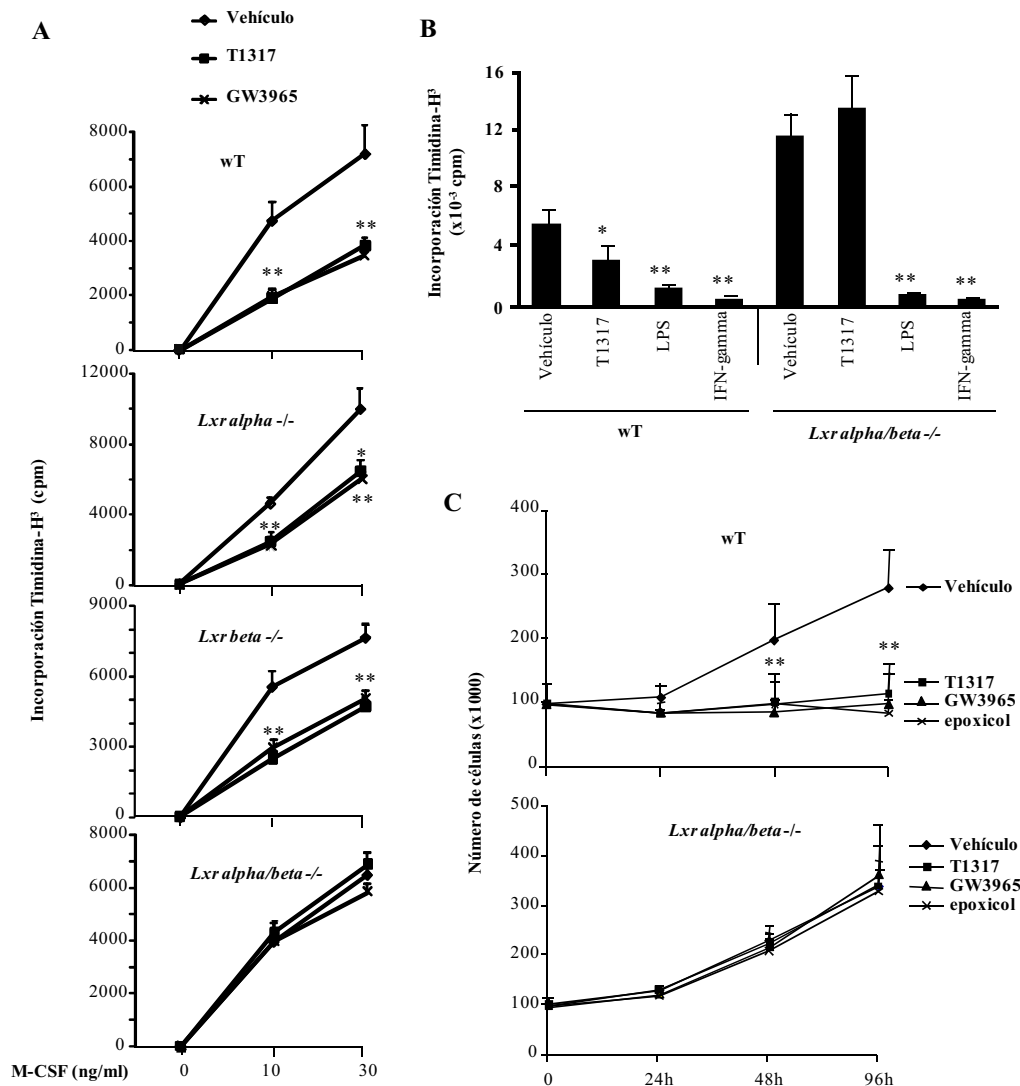 A
Vehículo
T1317
GW3965
8000
6000
4000
2000
0
wT
**
**
12000
8000
4000
0
Lxr alpha -/-
**
*
**
9000
6000
3000
0
Lxr beta -/-
**
**
8000
6000
4000
2000
0
Lxr alpha/beta -/-
Incorporación Timidina-H³ (cpm)
M-CSF (ng/ml)
0 10 30
B
Incorporación Timidina-H³
(x10⁻³ cpm)
16
12
8
4
0
*
**
**
**
**
Vehículo
T1317
LPS
IFN-gamma
Vehículo
T1317
LPS
IFN-gamma
wT
Lxr alpha/beta -/-
C
Número de células (x1000)
400
300
200
100
0
wT
**
**
Vehículo
T1317
GW3965
epoxicol
500
400
300
200
100
0
Lxr alpha/beta -/-
Vehículo
T1317
GW3965
epoxicol
0 24h 48h 96h